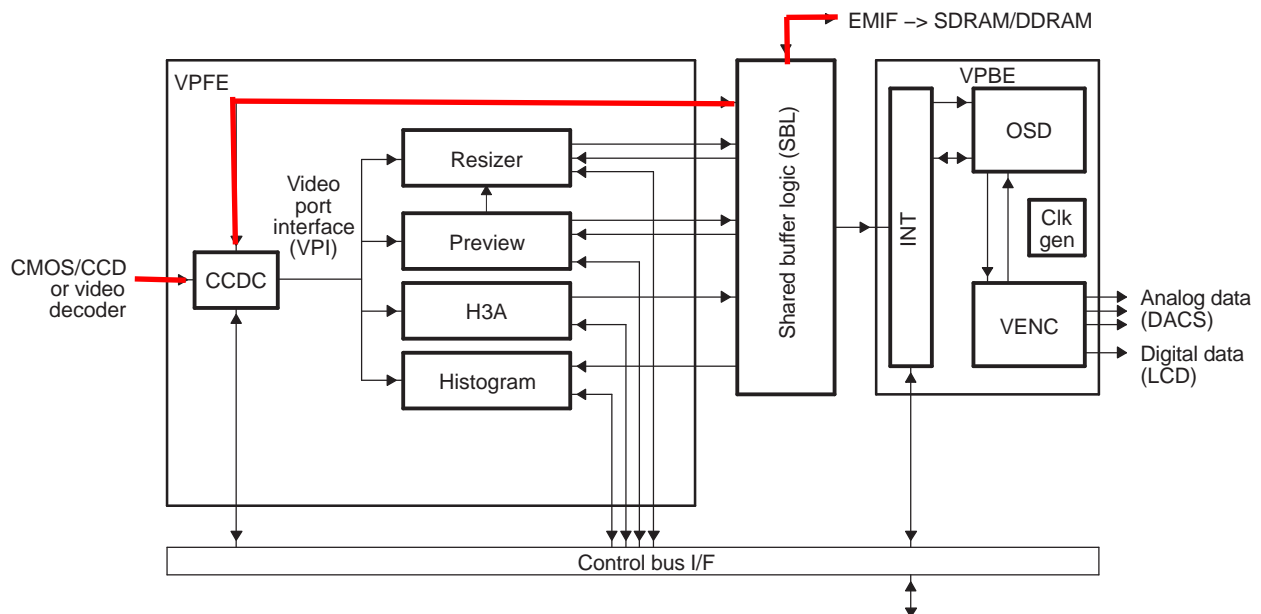 EMIF –> SDRAM/DDRAM
VPFE
VPBE
Resizer
Preview
H3A
Histogram
Video
port
interface
(VPI)
CCDC
CMOS/CCD
or video
decoder
Shared buffer logic (SBL)
INT
OSD
Clk
gen
VENC
Analog data
(DACS)
Digital data
(LCD)
Control bus I/F